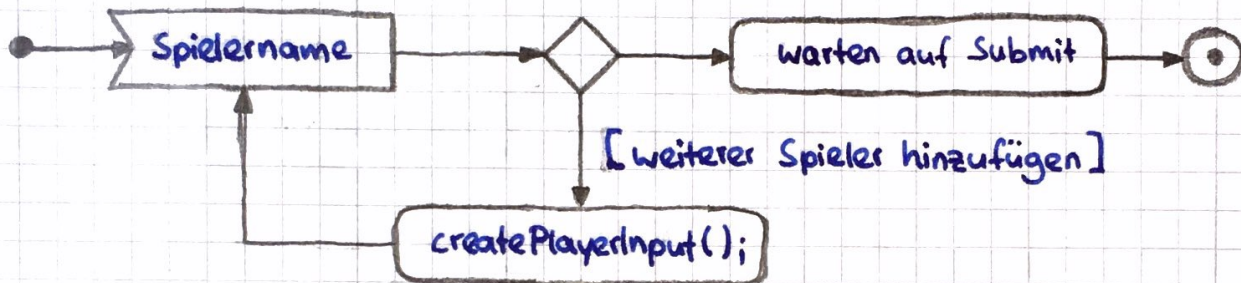 Spielername
warten auf Submit
[weiterer Spieler hinzufügen]
createPlayerInput();